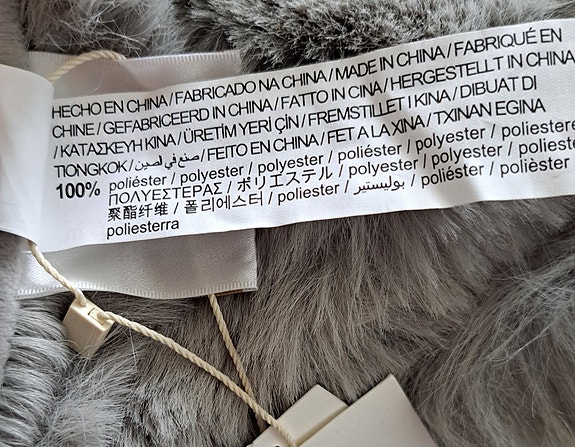 HECHO EN CHINA / FABRICADO NA CHINA / MADE IN CHINA / FABRIQUÉ EN
CHINE / GEFABRICEERD IN CHINA / FATTO IN CINA / HERGESTELLT IN CHINA
/ ΚΑΤΑΣΚΕΥΗ ΚΙΝΑ / ÜRETİM YERİ ÇİN / FREMSTILLET I KINA / DIBUAT DI
TIONGKOK / صنع في الصين / FEITO EN CHINA / FET A LA XINA / TXINAN EGINA
100% poliéster / polyester / poliéster / polyester / poliestere
ΠΟΛΥΕΣΤΕΡΑΣ / ポリエステル / polyester / polyester / poliester
聚酯纤维 / 폴리에스터 / poliester / بوليستير / poliéster / polièster
poliesterra